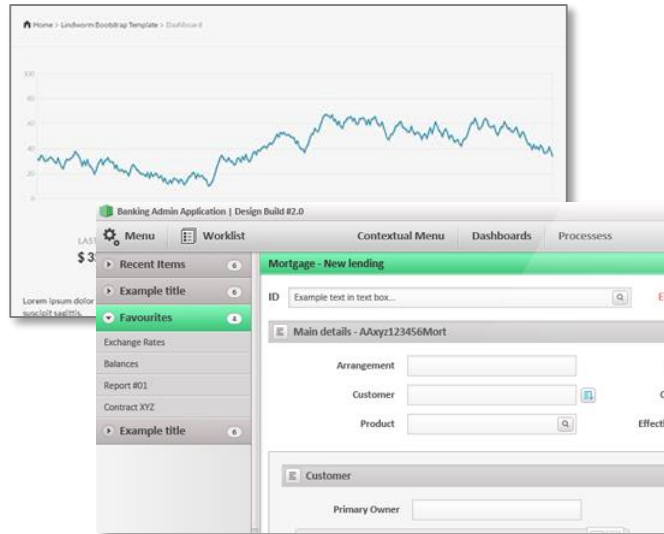 Home > Lindworm Bootstrap Template > Dashboard
100
80
60
40
20
0
LAST
$ 3
Lorem ipsum dolor
suscipit sagittis.
Banking Admin Application | Design Build #2.0
Menu Worklist Contextual Menu Dashboards Processess
Recent Items 6
Example title 6
Favourites 4
Exchange Rates
Balances
Report #01
Contract XYZ
Example title 6
Mortgage - New lending
ID Example text in text box...
Main details - AAxyz123456Mort
Arrangement
Customer
Product Effecti
Customer
Primary Owner